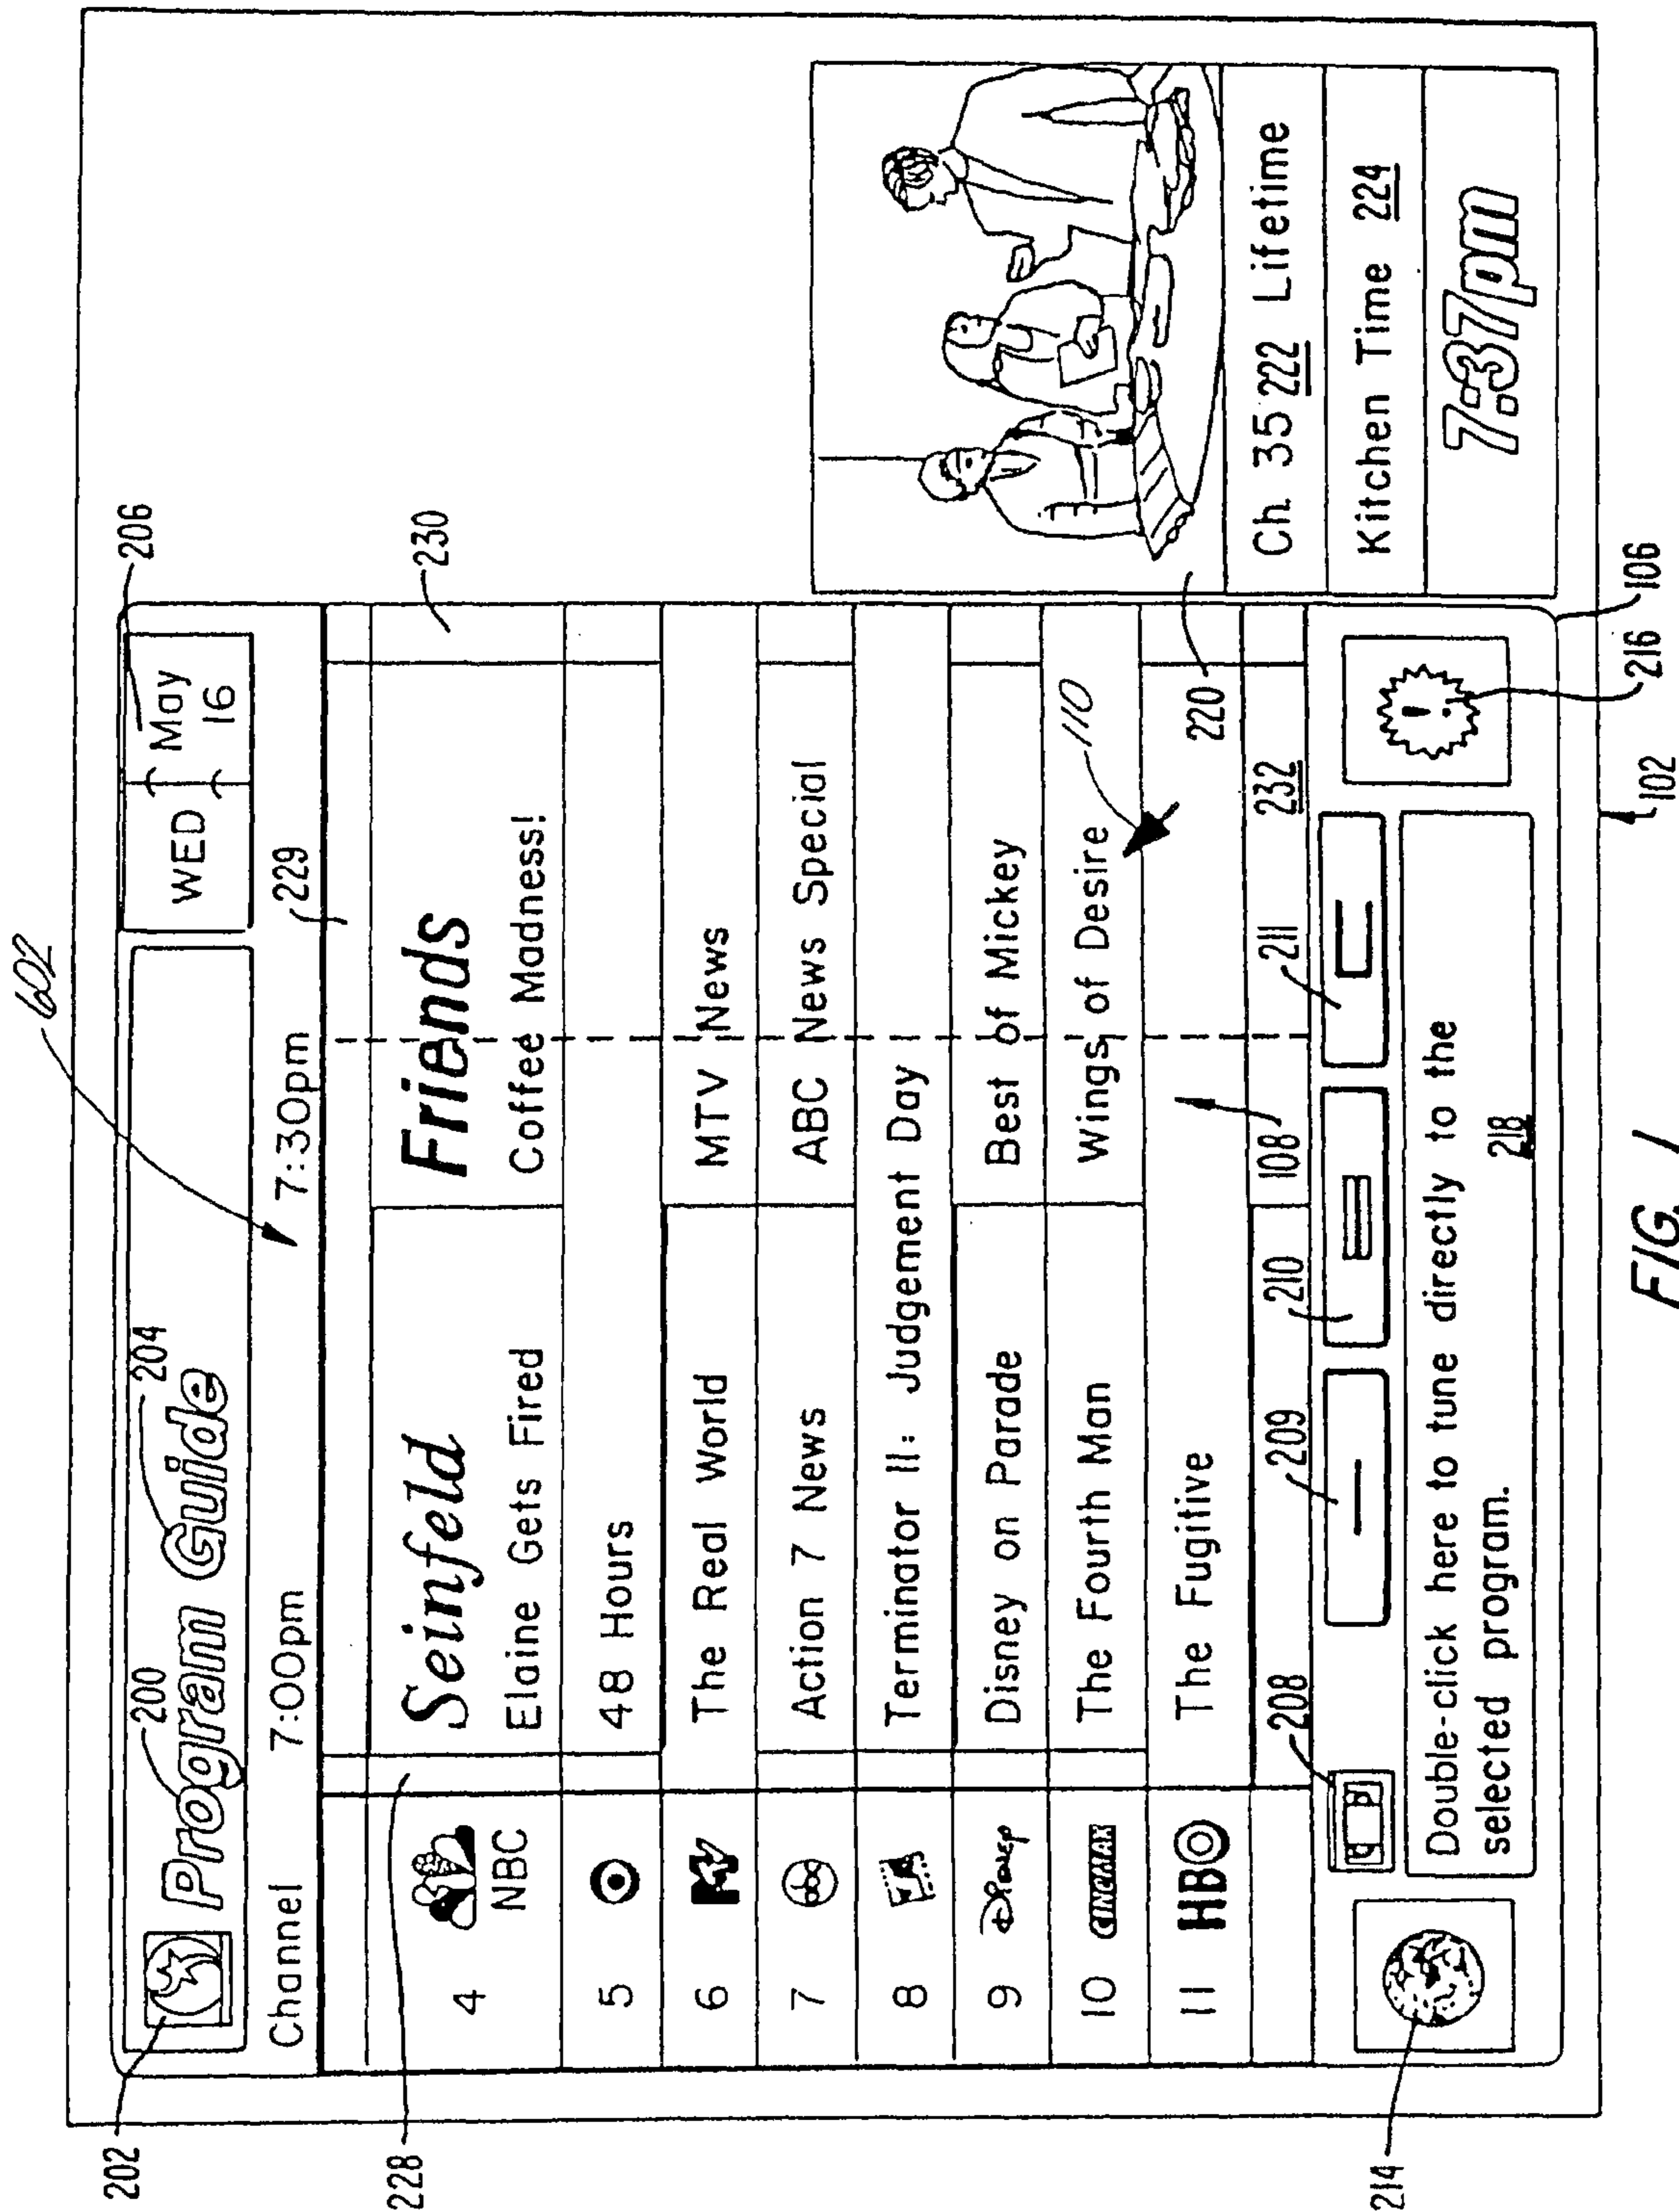 602
200
204
206
202
Program Guide
WED
May
16
Channel
7:00pm
7:30pm
229
228
230
4
NBC
Seinfeld
Elaine Gets Fired
Friends
Coffee Madness!
5
48 Hours
6
The Real World
MTV News
7
abc
Action 7 News
ABC News Special
8
Terminator II: Judgement Day
9
Disney
Disney on Parade
Best of Mickey
10
CINEMAX
The Fourth Man
Wings of Desire
110
11
HBO
The Fugitive
108
220
208
209
210
211
232
Double-click here to tune directly to the
selected program.
218
!
214
216
106
102
Ch. 35 222 Lifetime
Kitchen Time 224
7:37pm
FIG. 1